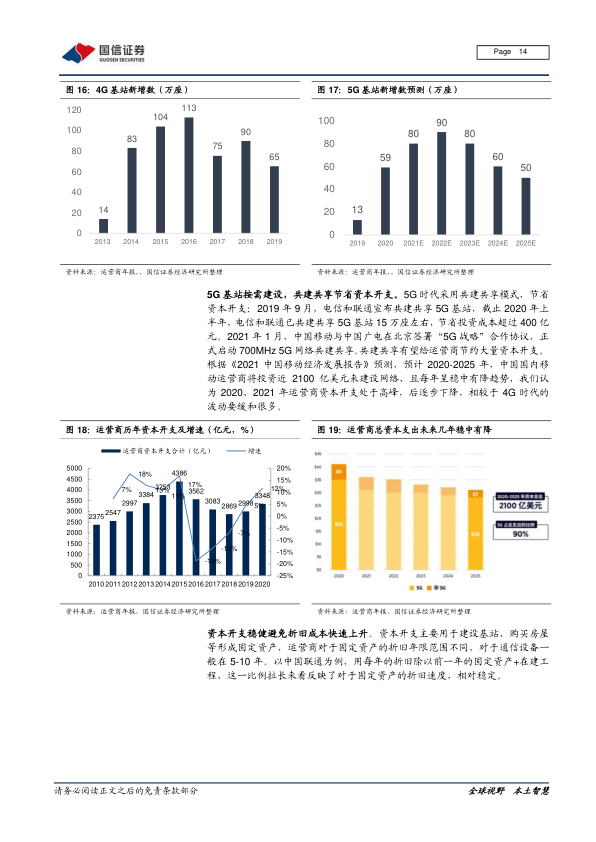 国信证券
GUOSEN SECURITIES
Page 14
图 16：4G 基站新增数（万座）
120
100
80
60
40
20
0
14
83
104
113
75
90
65
2013 2014 2015 2016 2017 2018 2019
资料来源：运营商年报，、国信证券经济研究所整理
图 17：5G 基站新增数预测（万座）
100
80
60
40
20
0
13
59
80
90
80
60
50
2019 2020 2021E 2022E 2023E 2024E 2025E
资料来源：运营商年报，、国信证券经济研究所整理
5G 基站按需建设，共建共享节省资本开支。5G 时代采用共建共享模式，节省
资本开支：2019 年 9 月，电信和联通宣布共建共享 5G 基站，截止 2020 年上
半年，电信和联通已共建共享 5G 基站 15 万座左右，节省投资成本超过 400 亿
元。2021 年 1 月，中国移动与中国广电在北京签署“5G 战略”合作协议，正
式启动 700MHz 5G 网络共建共享。共建共享有望给运营商节约大量资本开支。
根据《2021 中国移动经济发展报告》预测，预计 2020-2025 年，中国国内移
动运营商将投资近 2100 亿美元来建设网络，且每年呈稳中有降趋势，我们认
为 2020、2021 年运营商资本开支处于高峰，后逐步下降，相较于 4G 时代的
波动要缓和很多。
图 18：运营商历年资本开支及增速（亿元，%）
运营商资本开支合计（亿元）
增速
5000
4500
4000
3500
3000
2500
2000
1500
1000
500
0
2375
2547
2997
3384
3750
4386
3562
3083
2869
2998
3348
7%
18%
17%
5%
12%
20%
15%
10%
5%
0%
-5%
-10%
-15%
-20%
-25%
2010 2011 2012 2013 2014 2015 2016 2017 2018 2019 2020
资料来源：运营商年报、国信证券经济研究所整理
图 19：运营商总资本支出未来几年稳中有降
$45
$40
$35
$30
$25
$20
$15
$10
$5
$0
2020 2021 2022 2023 2024 2025
5G
非 5G
2020-2025 年资本支出
2100 亿美元
5G 占总支出的比例
90%
资料来源：运营商年报、国信证券经济研究所整理
资本开支稳健避免折旧成本快速上升。资本开支主要用于建设基站，购买房屋
等形成固定资产，运营商对于固定资产的折旧年限范围不同，对于通信设备一
般在 5-10 年。以中国联通为例，用每年的折旧除以前一年的固定资产+在建工
程，这一比例拉长来看反映了对于固定资产的折旧速度，相对稳定。
请务必阅读正文之后的免责条款部分
全球视野 本土智慧